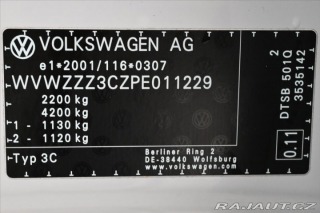 VOLKSWAGEN AG
e1*2001/116*0307
WVWZZZ3CZPE011229
2200 kg
4200 kg
1 - 1130 kg
2 - 1120 kg
Typ 3C
Berliner Ring 2
DE-38440 Wolfsburg
www.volkswagen.com
2
DTSB 501Q
3535142
0.11
RAJAUT.CZ